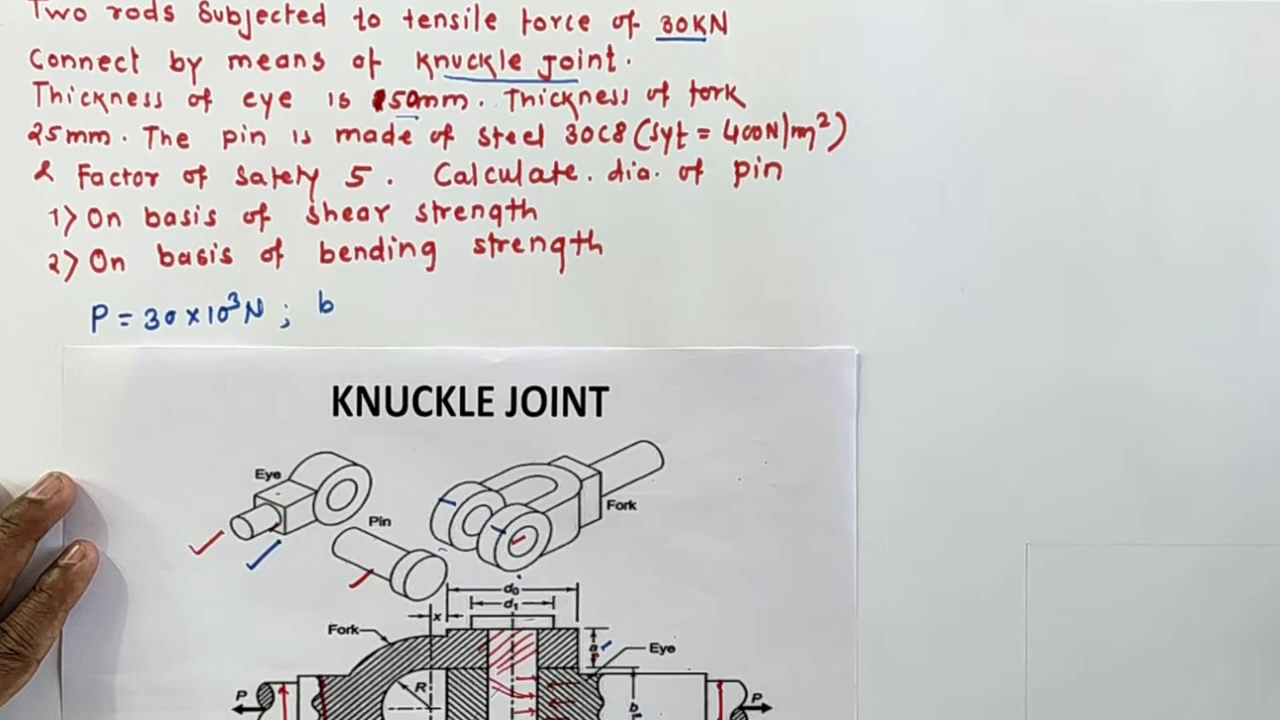 Two rods Subjected to tensile force of 30KN
Connect by means of Knuckle Joint.
Thickness of eye is 50mm. Thickness of fork
25mm. The pin is made of steel 30C8 (Syt = 400N/mm²)
& Factor of Safety 5. Calculate. dia. of pin
1) On basis of shear strength
2) On basis of bending strength
P = 30×10³N ; b
KNUCKLE JOINT
Eye
Pin
Fork
d₀
d₁
x
Fork
a
Eye
R
P
P
b